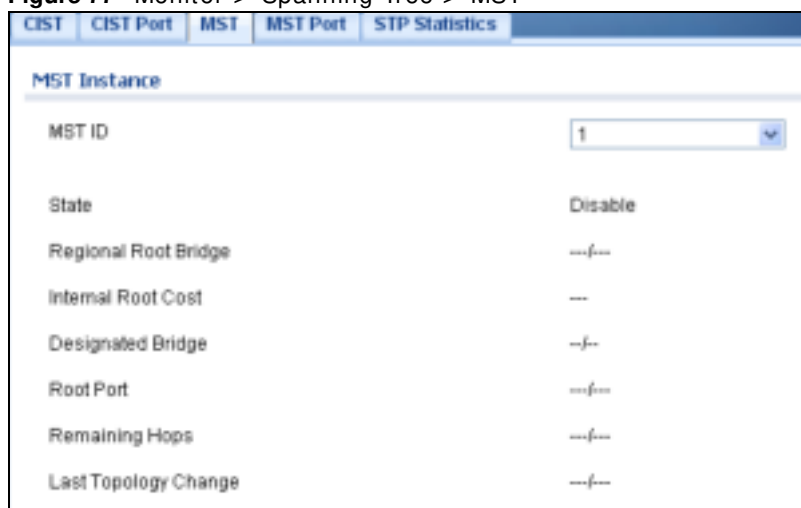 Figure 77 Monitor > Spanning Tree > MST
CIST CIST Port MST MST Port STP Statistics
MST Instance
MST ID 1
State Disable
Regional Root Bridge ---/---
Internal Root Cost ---
Designated Bridge --/--
Root Port ---/---
Remaining Hops ---/---
Last Topology Change ---/---